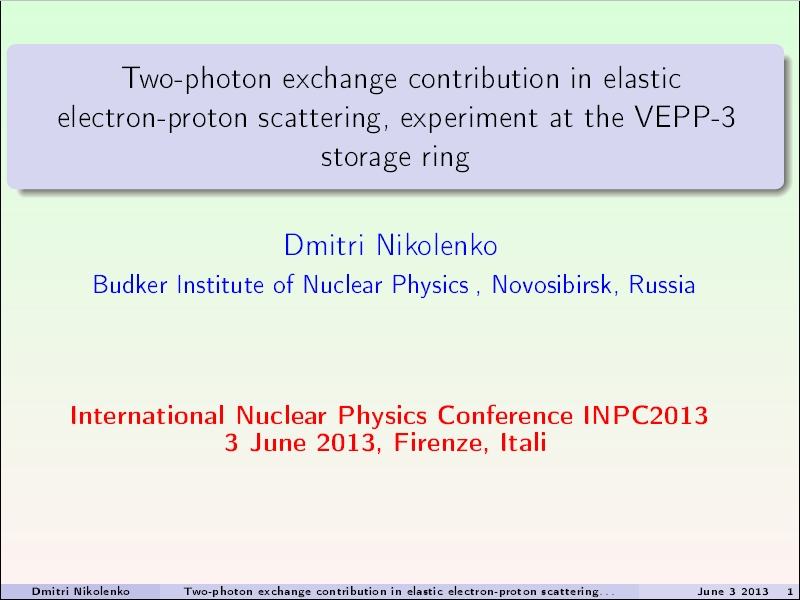 Two-photon exchange contribution in elastic
electron-proton scattering, experiment at the VEPP-3
storage ring
Dmitri Nikolenko
Budker Institute of Nuclear Physics , Novosibirsk, Russia
International Nuclear Physics Conference INPC2013
3 June 2013, Firenze, Itali
Dmitri Nikolenko Two-photon exchange contribution in elastic electron-proton scattering... June 3 2013 1